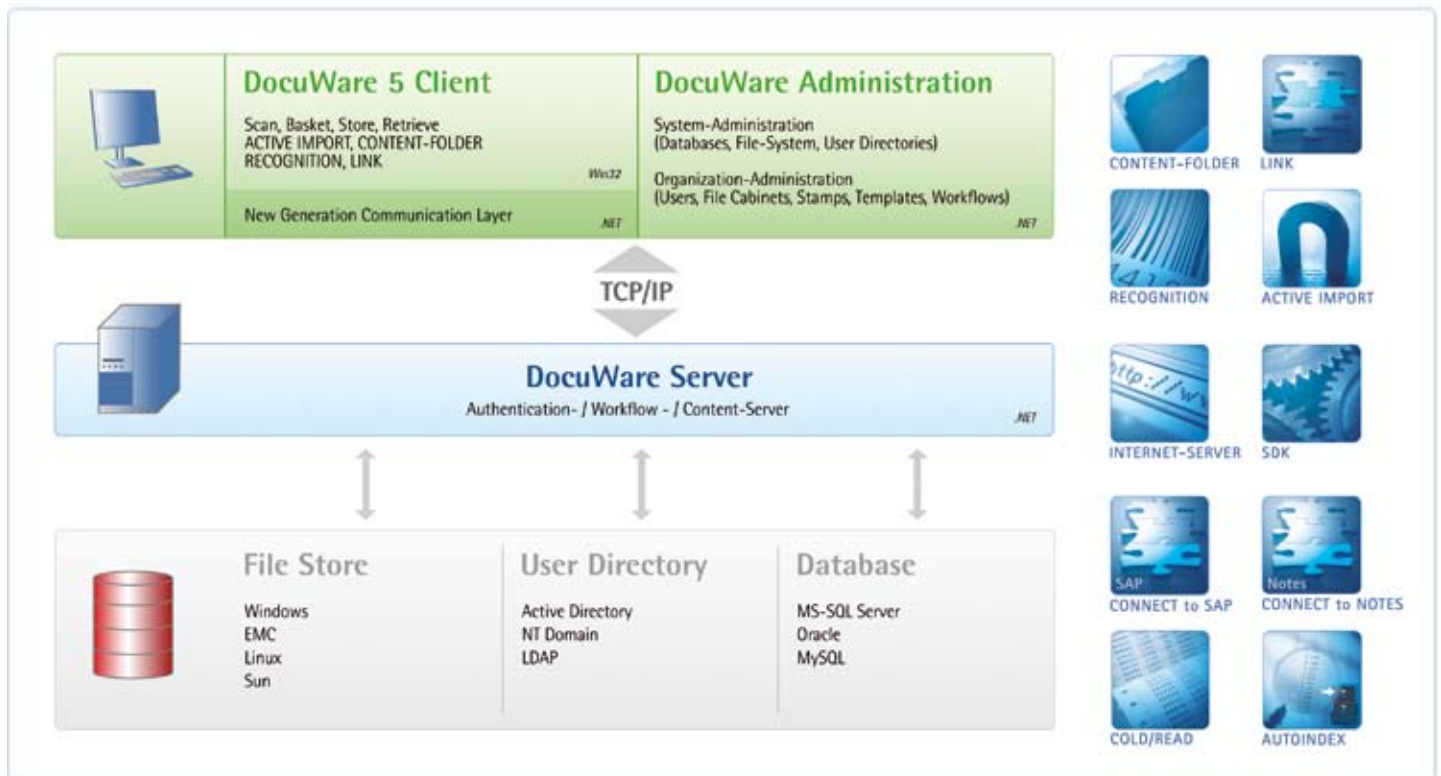 DocuWare 5 Client
Scan, Basket, Store, Retrieve
ACTIVE IMPORT, CONTENT-FOLDER
RECOGNITION, LINK
Win32
New Generation Communication Layer
.NET
DocuWare Administration
System-Administration
(Databases, File-System, User Directories)
Organization-Administration
(Users, File Cabinets, Stamps, Templates, Workflows)
.NET
TCP/IP
DocuWare Server
Authentication- / Workflow - / Content-Server
.NET
File Store
Windows
EMC
Linux
Sun
User Directory
Active Directory
NT Domain
LDAP
Database
MS-SQL Server
Oracle
MySQL
CONTENT-FOLDER
LINK
RECOGNITION
ACTIVE IMPORT
http://ww
INTERNET-SERVER
SDK
SAP
CONNECT to SAP
Notes
CONNECT to NOTES
COLD/READ
AUTOINDEX